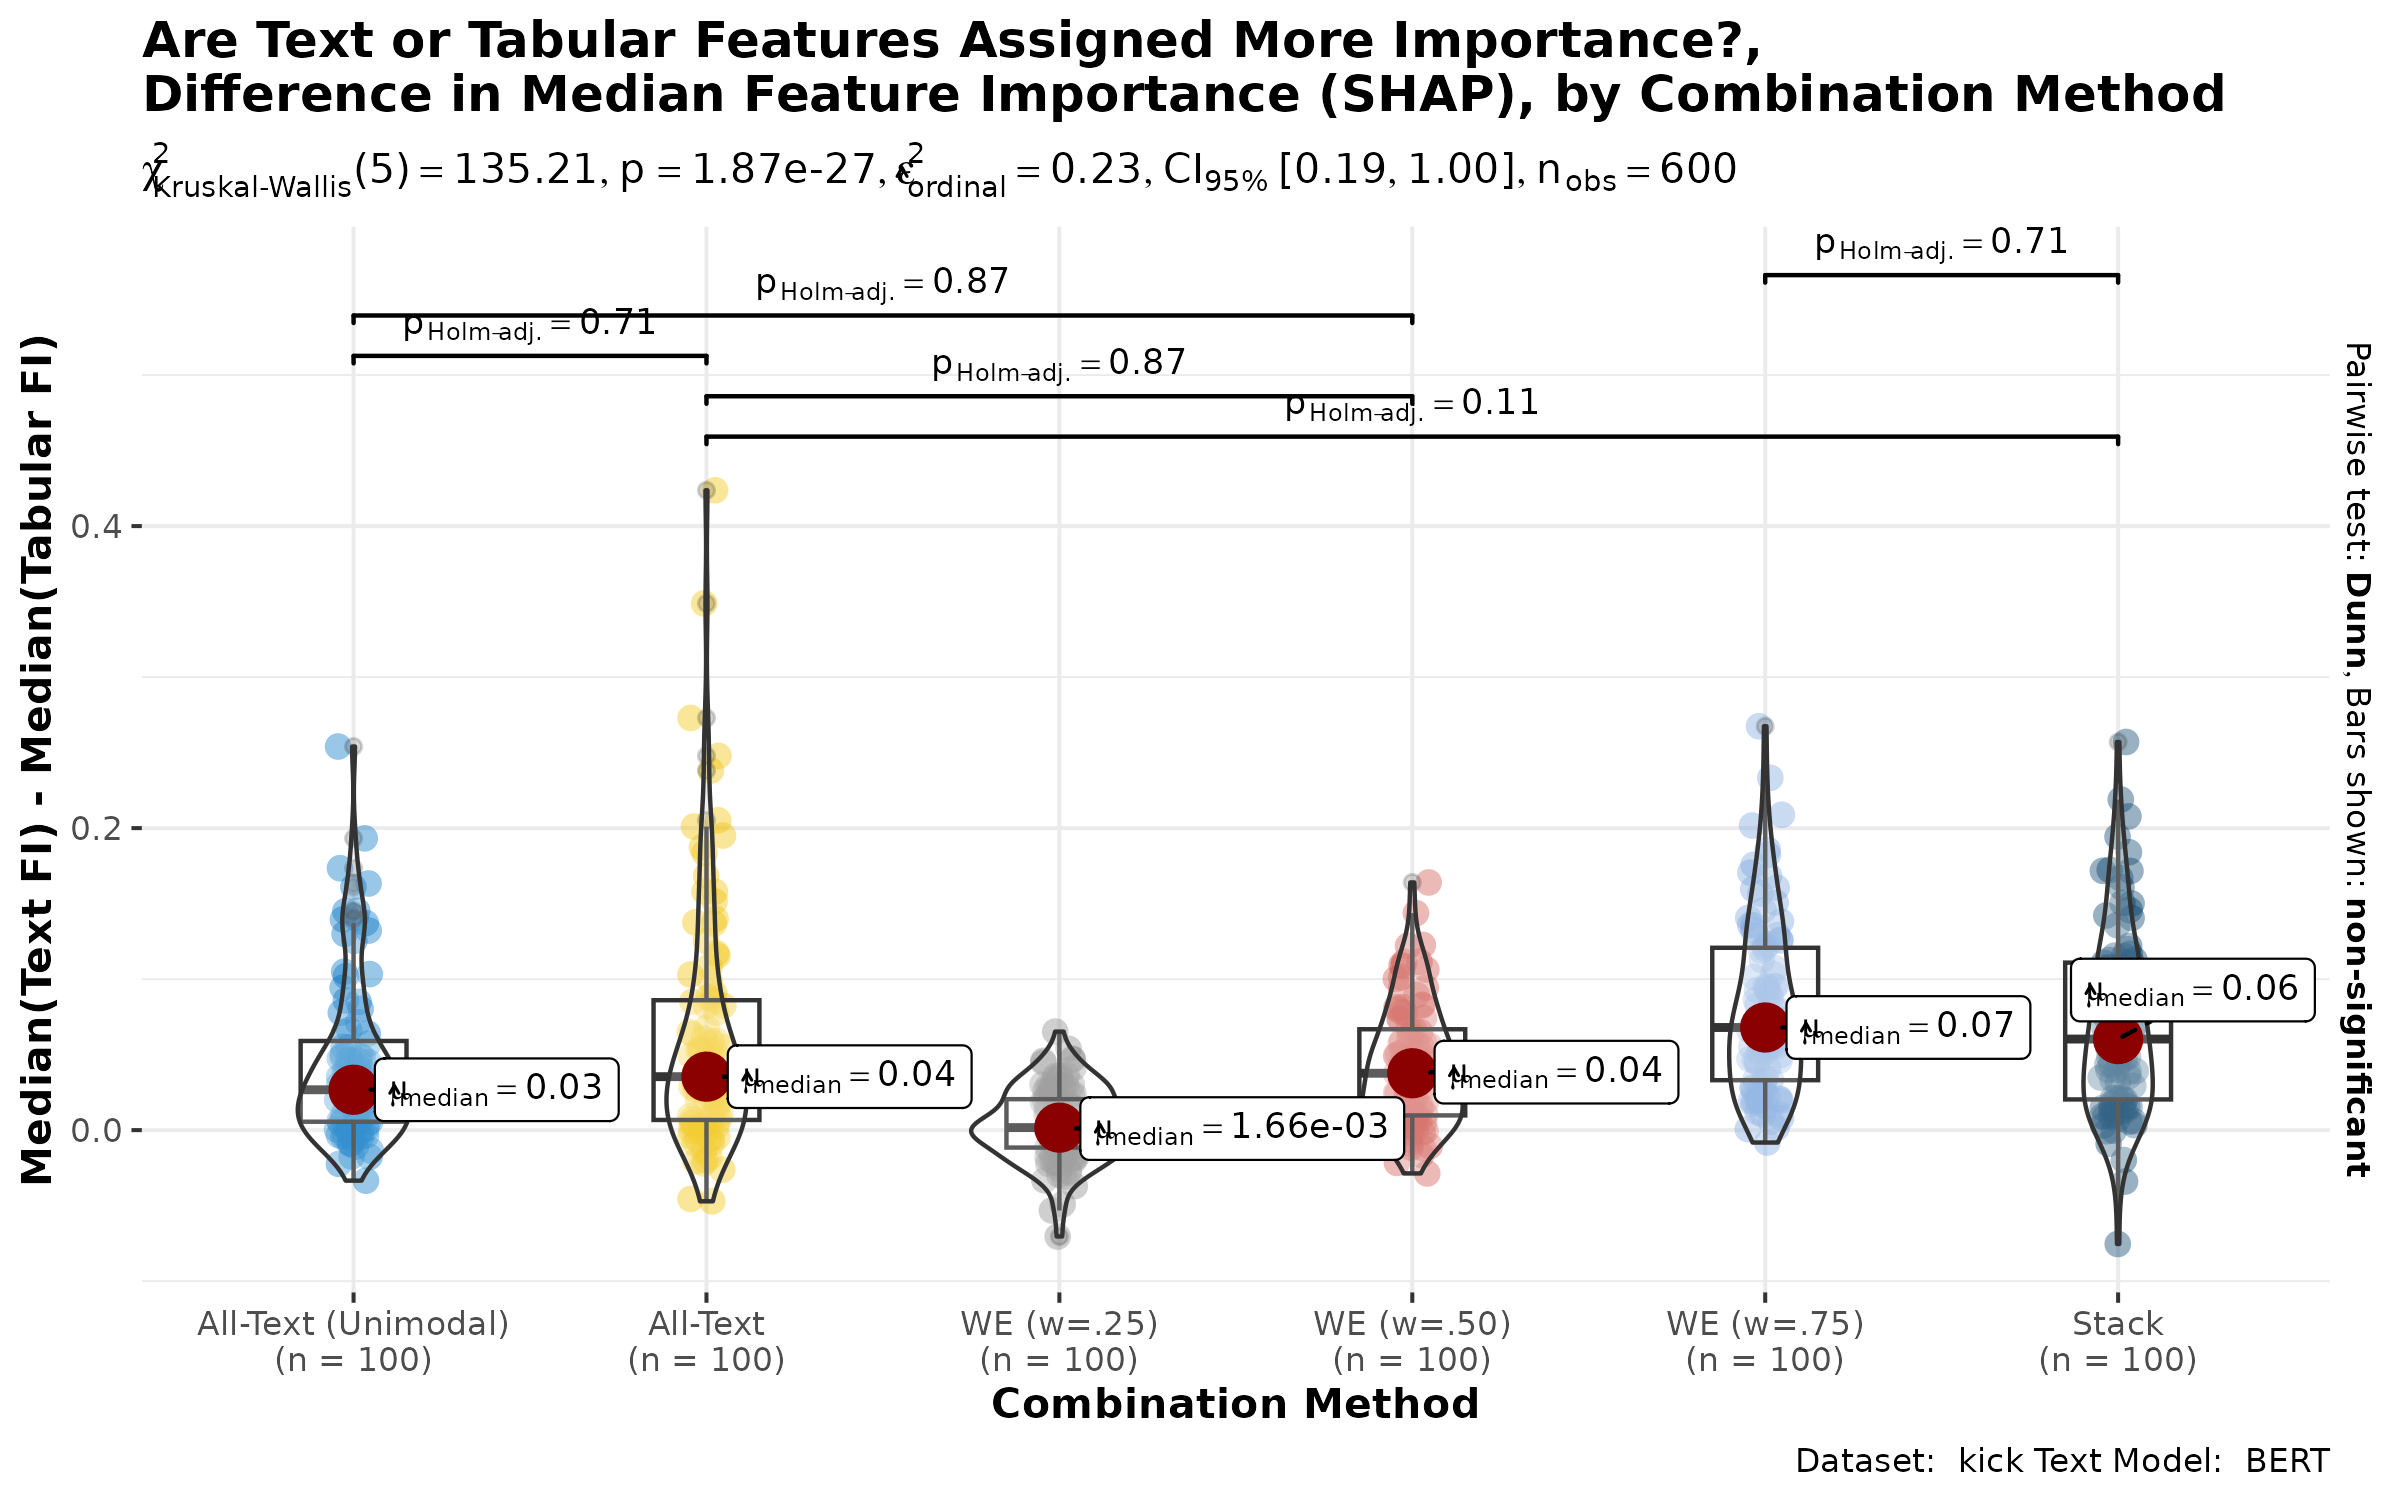 Are Text or Tabular Features Assigned More Importance?,
Difference in Median Feature Importance (SHAP), by Combination Method
χ²Kruskal-Wallis(5) = 135.21, p = 1.87e-27, ε²ordinal = 0.23, CI95% [0.19, 1.00], nobs = 600
pHolm-adj. = 0.71
pHolm-adj. = 0.87
pHolm-adj. = 0.71
pHolm-adj. = 0.87
pHolm-adj. = 0.11
Median(Text FI) - Median(Tabular FI)
0.4
0.2
0.0
μ̂median = 0.03
μ̂median = 0.04
μ̂median = 1.66e-03
μ̂median = 0.04
μ̂median = 0.07
μ̂median = 0.06
Pairwise test: Dunn, Bars shown: non-significant
All-Text (Unimodal)
(n = 100)
All-Text
(n = 100)
WE (w=.25)
(n = 100)
WE (w=.50)
(n = 100)
WE (w=.75)
(n = 100)
Stack
(n = 100)
Combination Method
Dataset:  kick Text Model:  BERT